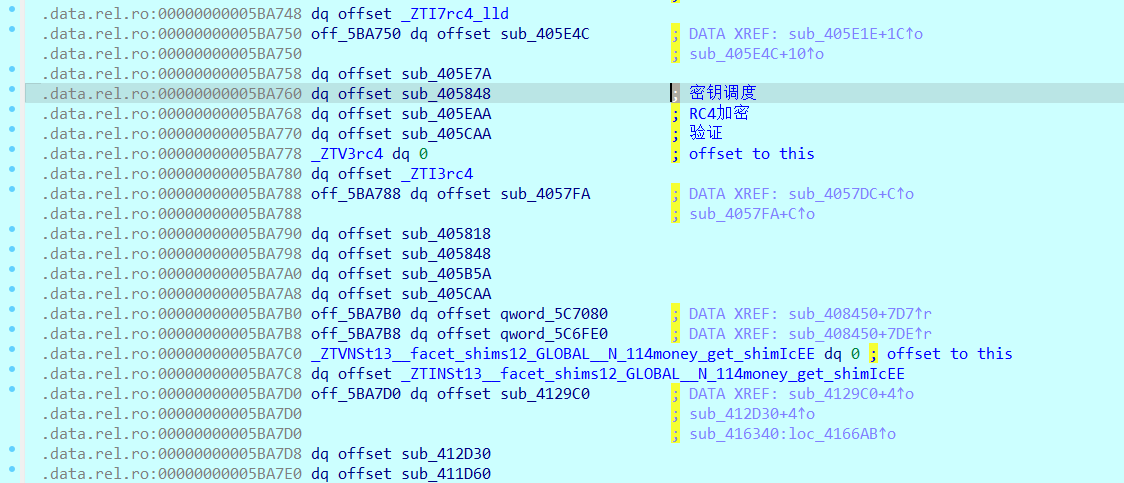 .data.rel.ro:00000000005BA748 dq offset _ZTI7rc4_lld
.data.rel.ro:00000000005BA750 off_5BA750 dq offset sub_405E4C ; DATA XREF: sub_405E1E+1C↑o
.data.rel.ro:00000000005BA750 ; sub_405E4C+10↑o
.data.rel.ro:00000000005BA758 dq offset sub_405E7A
.data.rel.ro:00000000005BA760 dq offset sub_405848 ; 密钥调度
.data.rel.ro:00000000005BA768 dq offset sub_405EAA ; RC4加密
.data.rel.ro:00000000005BA770 dq offset sub_405CAA ; 验证
.data.rel.ro:00000000005BA778 _ZTV3rc4 dq 0 ; offset to this
.data.rel.ro:00000000005BA780 dq offset _ZTI3rc4
.data.rel.ro:00000000005BA788 off_5BA788 dq offset sub_4057FA ; DATA XREF: sub_4057DC+C↑o
.data.rel.ro:00000000005BA788 ; sub_4057FA+C↑o
.data.rel.ro:00000000005BA790 dq offset sub_405818
.data.rel.ro:00000000005BA798 dq offset sub_405848
.data.rel.ro:00000000005BA7A0 dq offset sub_405B5A
.data.rel.ro:00000000005BA7A8 dq offset sub_405CAA
.data.rel.ro:00000000005BA7B0 off_5BA7B0 dq offset qword_5C7080 ; DATA XREF: sub_408450+7D7↑r
.data.rel.ro:00000000005BA7B8 off_5BA7B8 dq offset qword_5C6FE0 ; DATA XREF: sub_408450+7DE↑r
.data.rel.ro:00000000005BA7C0 _ZTVNSt13__facet_shims12_GLOBAL__N_114money_get_shimIcEE dq 0 ; offset to this
.data.rel.ro:00000000005BA7C8 dq offset _ZTINSt13__facet_shims12_GLOBAL__N_114money_get_shimIcEE
.data.rel.ro:00000000005BA7D0 off_5BA7D0 dq offset sub_4129C0 ; DATA XREF: sub_4129C0+4↑o
.data.rel.ro:00000000005BA7D0 ; sub_412D30+4↑o
.data.rel.ro:00000000005BA7D0 ; sub_416340:loc_4166AB↑o
.data.rel.ro:00000000005BA7D8 dq offset sub_412D30
.data.rel.ro:00000000005BA7E0 dq offset sub_411D60